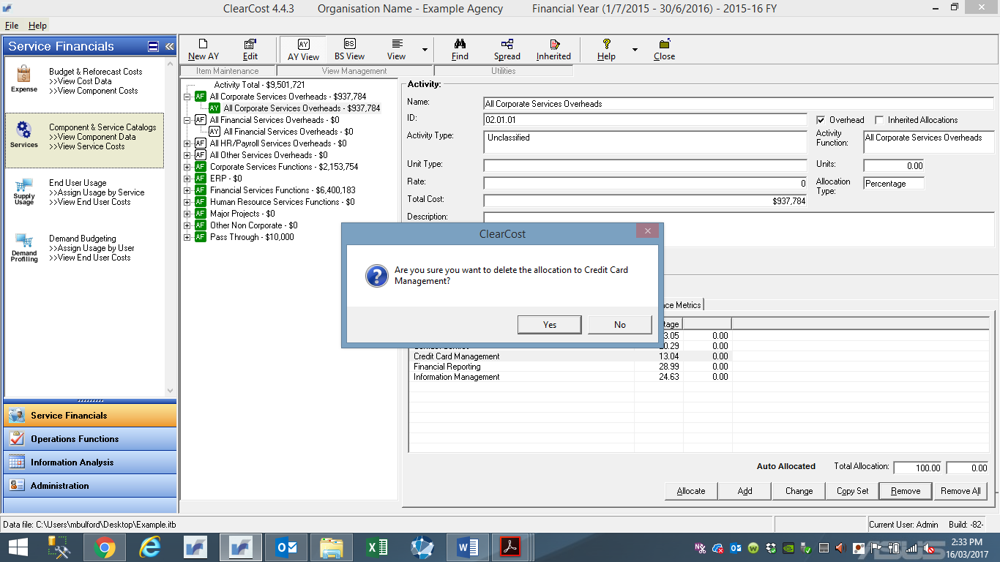 ClearCost 4.4.3 Organisation Name - Example Agency Financial Year (1/7/2015 - 30/6/2016) - 2015-16 FY
File Help
Service Financials
Expense
Budget & Reforecast Costs
>>View Cost Data
>>View Component Costs
Services
Component & Service Catalogs
>>View Component Data
>>View Service Costs
Supply Usage
End User Usage
>>Assign Usage by Service
>>View End User Costs
Demand Profiling
Demand Budgeting
>>Assign Usage by User
>>View End User Costs
Service Financials
Operations Functions
Information Analysis
Administration
AY BS
New AY Edit AY View BS View View Find Spread Inherited Help Close
Item Maintenance View Management Utilities
Activity Total - $9,501,721
AF All Corporate Services Overheads - $937,784
AY All Corporate Services Overheads - $937,784
AF All Financial Services Overheads - $0
AY All Financial Services Overheads - $0
AF All HR/Payroll Services Overheads - $0
AF All Other Services Overheads - $0
AF Corporate Services Functions - $2,153,754
AF ERP - $0
AF Financial Services Functions - $6,400,183
AF Human Resource Services Functions - $0
AF Major Projects - $0
AF Other Non Corporate - $0
AF Pass Through - $10,000
Activity:
Name: All Corporate Services Overheads
ID: 02.01.01 Overhead Inherited Allocations
Activity Type: Unclassified Activity Function: All Corporate Services Overheads
Unit Type: Units: 0.00
Rate: 0 Allocation Type: Percentage
Total Cost: $937,784
Description:
ClearCost
Are you sure you want to delete the allocation to Credit Card
Management?
Yes No
nce Metrics
tage
3.05 0.00
0.29 0.00
Credit Card Management 13.04 0.00
Financial Reporting 28.99 0.00
Information Management 24.63 0.00
Auto Allocated Total Allocation: 100.00 0.00
Allocate Add Change Copy Set Remove Remove All
Data file: C:\Users\mbulford\Desktop\Example.itb Current User: Admin Build: -82-
2:33 PM
16/03/2017